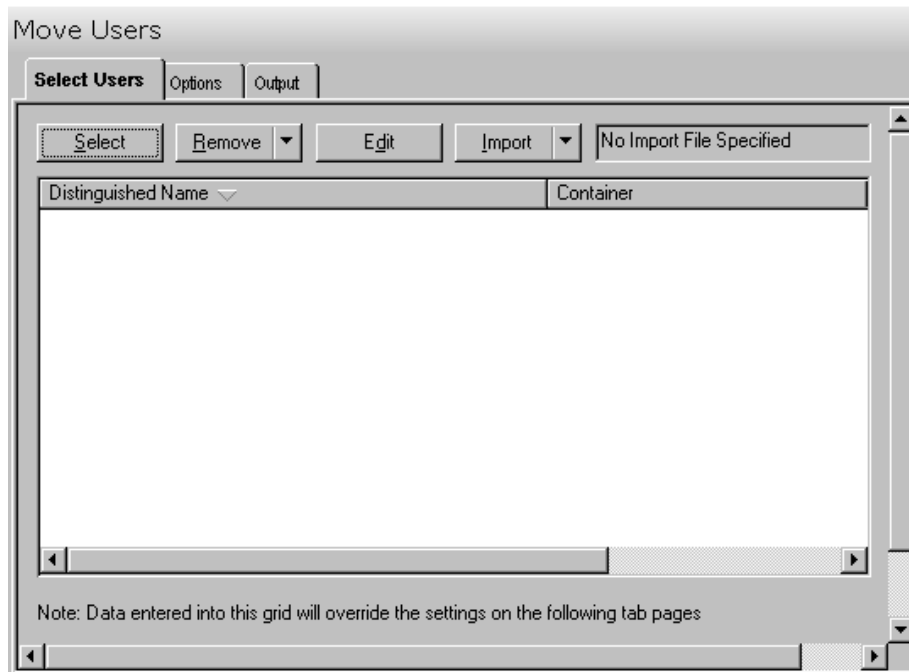 Move Users
Select Users Options Output
Select Remove Edit Import No Import File Specified
Distinguished Name Container
Note: Data entered into this grid will override the settings on the following tab pages